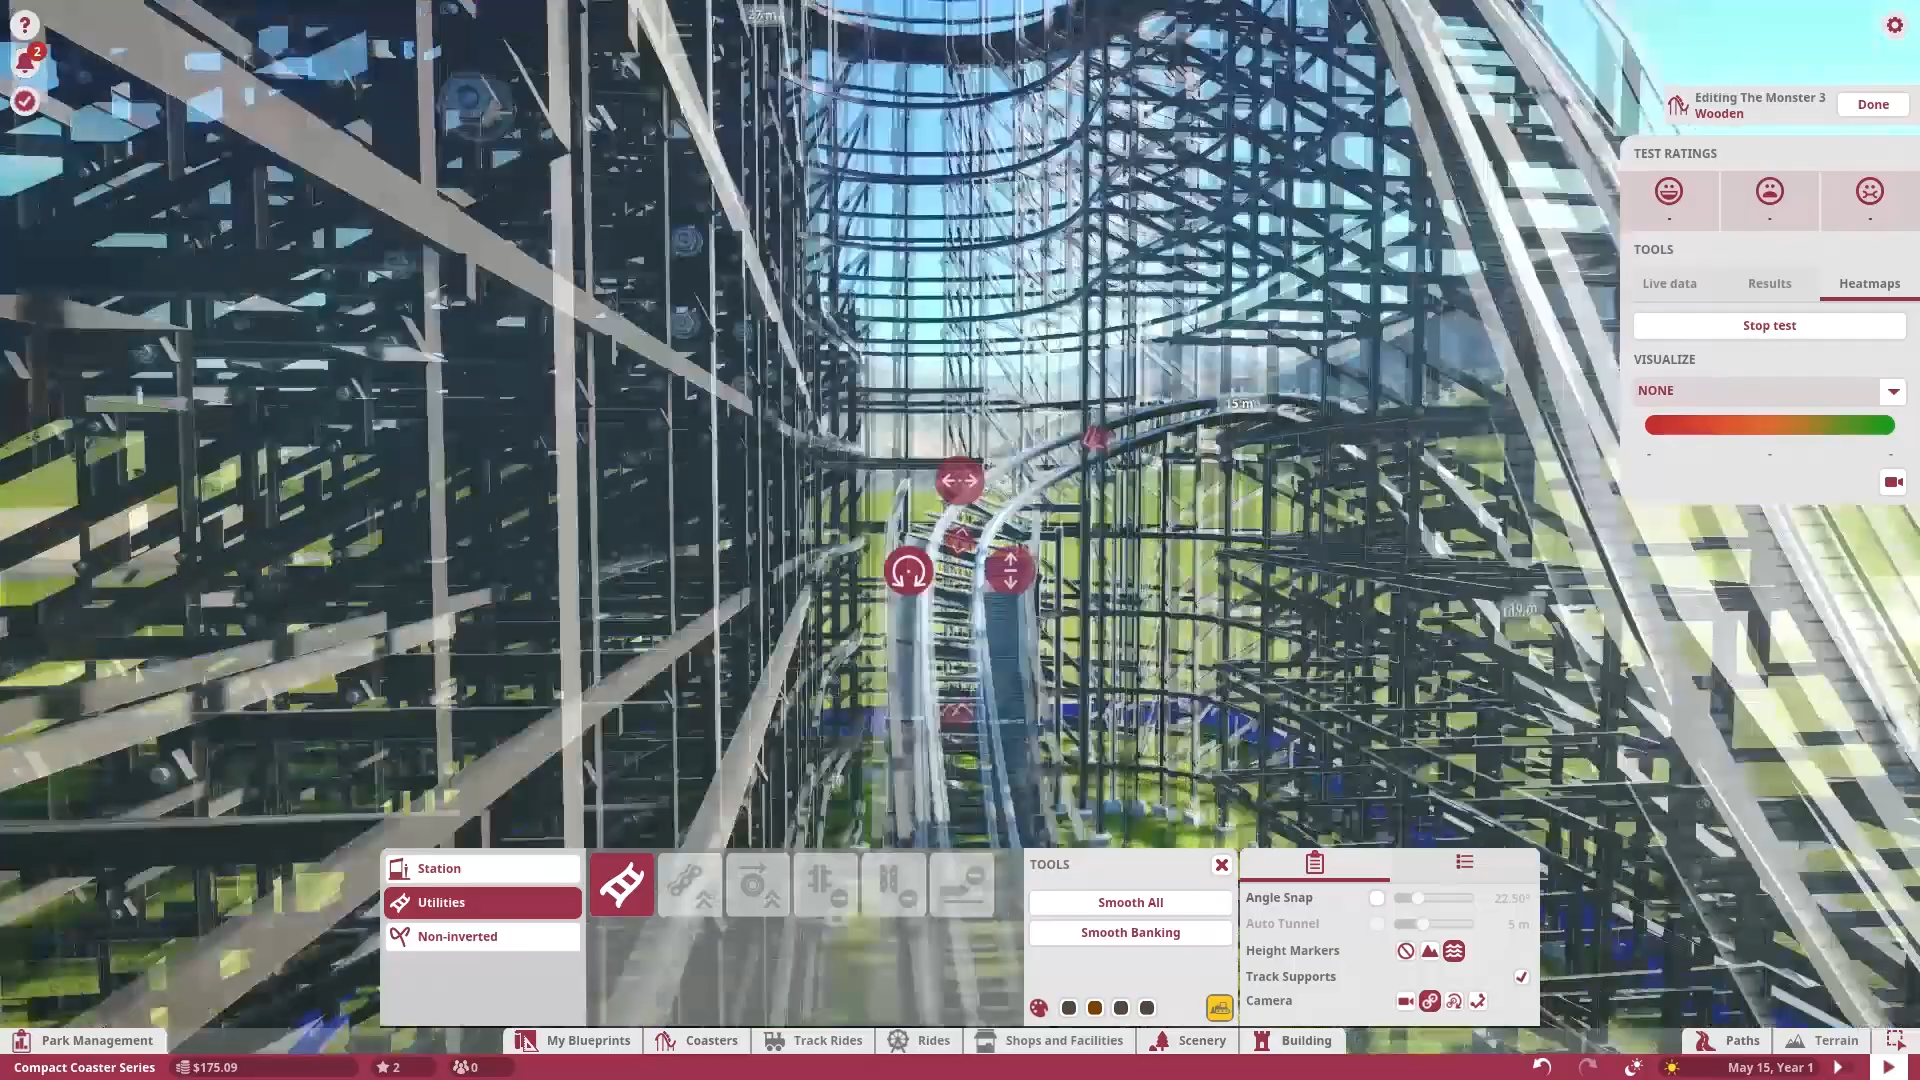 ?
2
27 m
Editing The Monster 3
Wooden
Done
TEST RATINGS
-
-
-
TOOLS
Live data
Results
Heatmaps
Stop test
VISUALIZE
NONE
-
-
-
15 m
19 m
Station
Utilities
Non-inverted
TOOLS
Smooth All
Smooth Banking
Angle Snap
22.50°
Auto Tunnel
5 m
Height Markers
Track Supports
Camera
Park Management
My Blueprints
Coasters
Track Rides
Rides
Shops and Facilities
Scenery
Building
Paths
Terrain
Compact Coaster Series
$175.09
2
0
May 15, Year 1